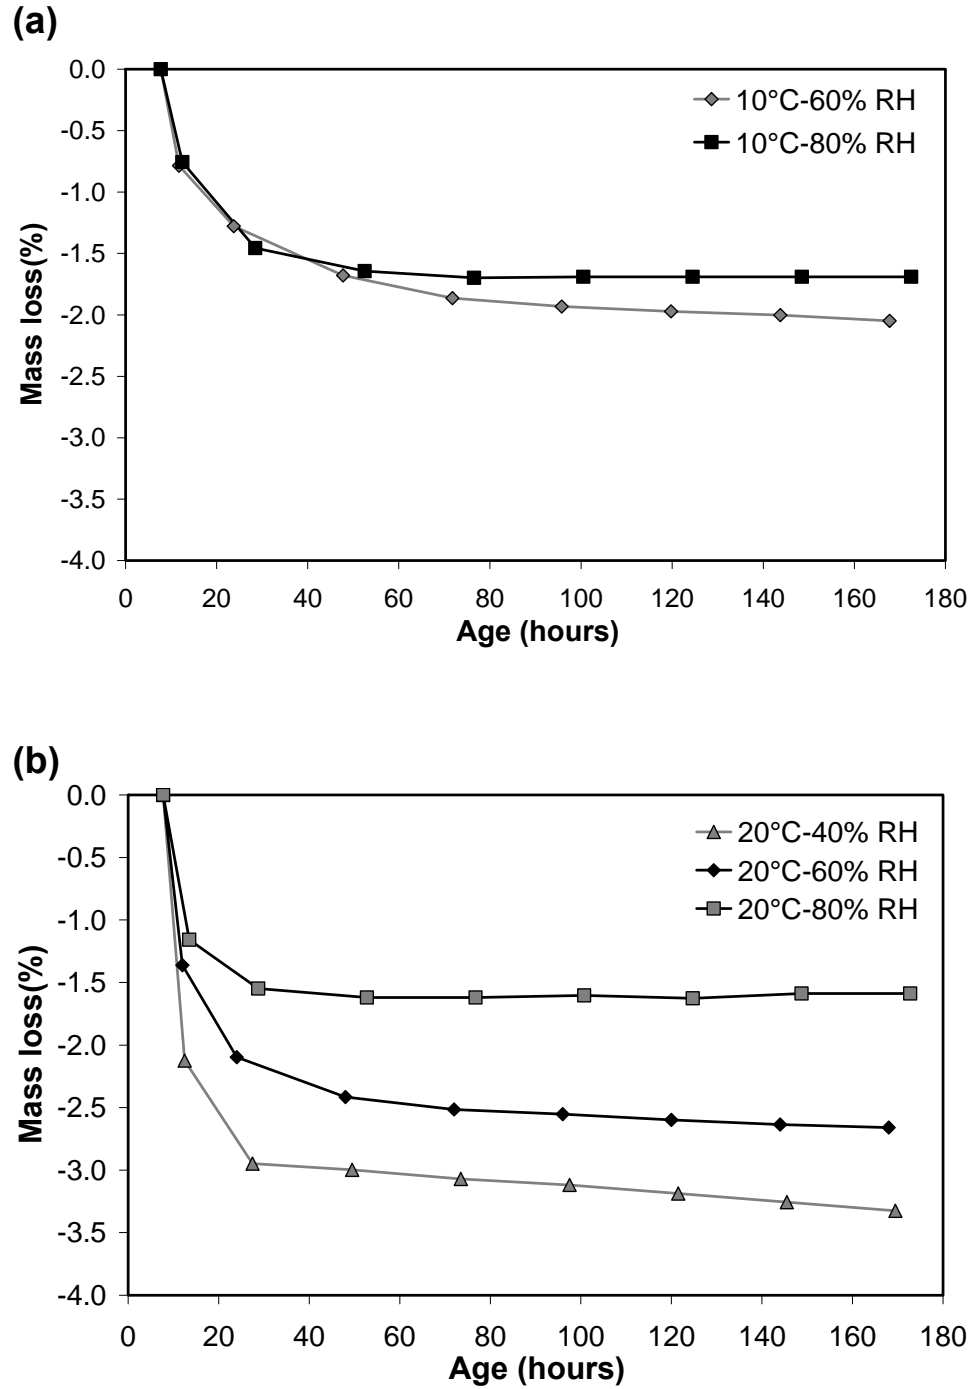 (a)
0.0
-0.5
-1.0
-1.5
-2.0
-2.5
-3.0
-3.5
-4.0
Mass loss(%)
10°C-60% RH
10°C-80% RH
0 20 40 60 80 100 120 140 160 180
Age (hours)
(b)
0.0
-0.5
-1.0
-1.5
-2.0
-2.5
-3.0
-3.5
-4.0
Mass loss(%)
20°C-40% RH
20°C-60% RH
20°C-80% RH
0 20 40 60 80 100 120 140 160 180
Age (hours)